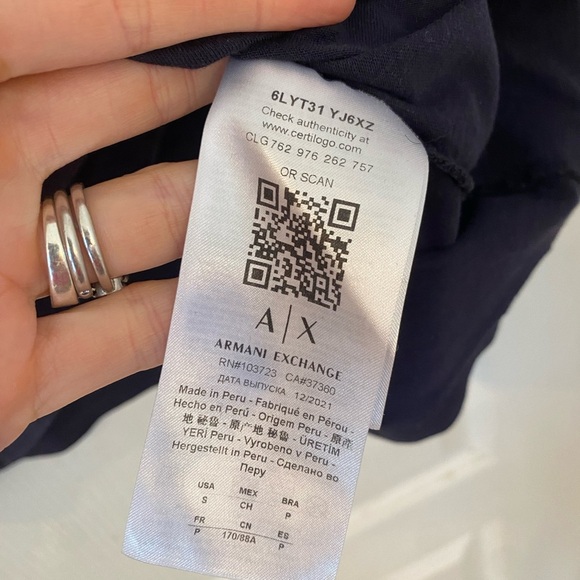 6LYT31 YJ6XZ
Check authenticity at
www.certilogo.com
CLG 762 976 262 757
OR SCAN
A|X
ARMANI EXCHANGE
RN#103723 CA#37360
ДАТА ВЫПУСКА 12/2021
Made in Peru - Fabriqué en Pérou -
Hecho en Perú - Origem Peru - 原产
地 秘鲁 - 原产地 秘魯 - ÜRETİM
YERİ Peru - Vyrobeno v Peru -
Hergestellt in Peru - Сделано во
Перу
USA MEX BRA
S CH P
FR CN ES
P 170/88A P